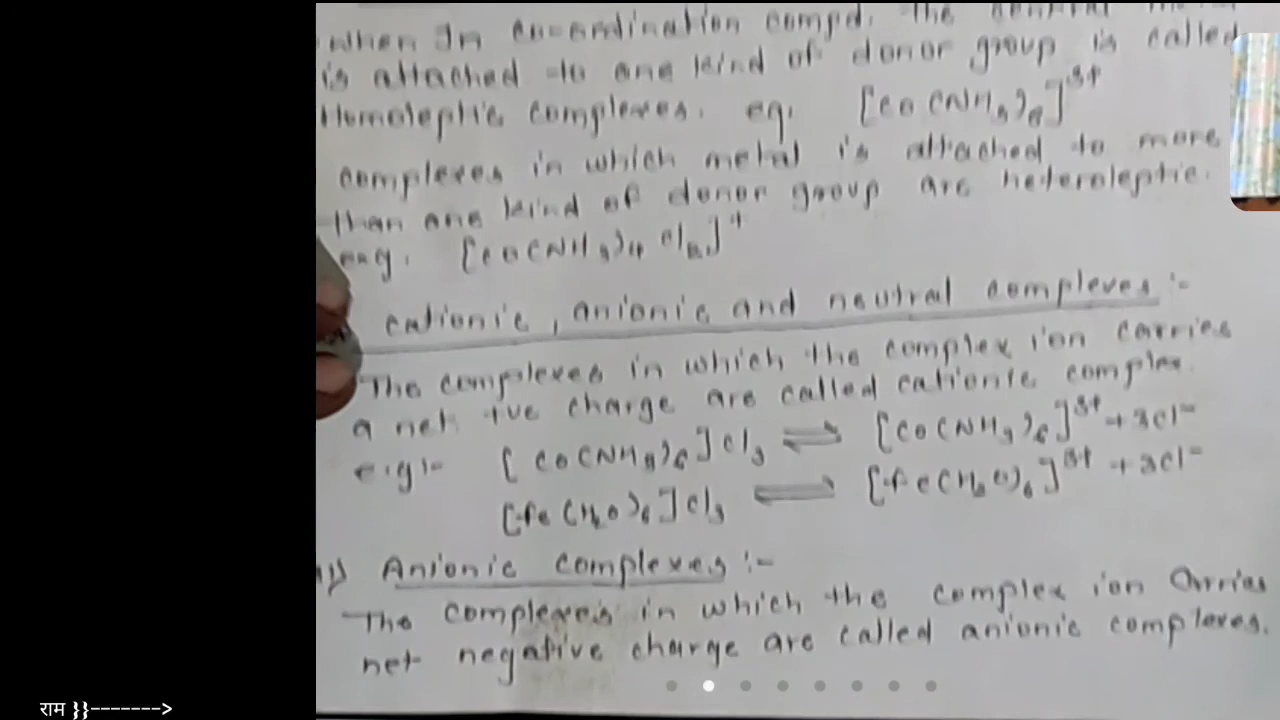 when In co-ordination compd. the central
is attached to one kind of donor group is called
Homoleptic complexes. eg. [Co(NH3)6]3+
complexes in which metal is attached to more
than one kind of donor group are heteroleptic.
e.g. [Co(NH3)4 Cl2]+
cationic, anionic and neutral complexes :-
The complexes in which the complex ion carries
a net +ve charge are called cationic complex.
e.g:- [Co(NH3)6]Cl3 ⇌ [Co(NH3)6]3+ + 3Cl-
[Fe(H2O)6]Cl3 ⇌ [Fe(H2O)6]3+ + 3Cl-
Anionic complexes :-
The complexes in which the complex ion Carries
net negative charge are called anionic complexes.
राम }}------->